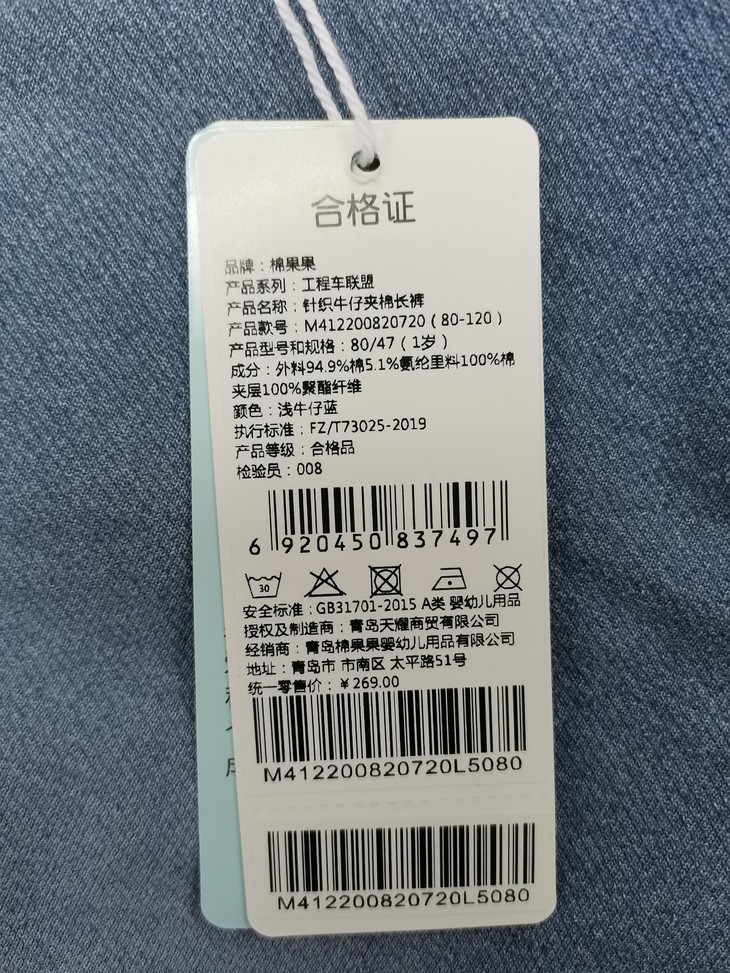 合格证
品牌：棉果果
产品系列：工程车联盟
产品名称：针织牛仔夹棉长裤
产品款号：M412200820720（80-120）
产品型号和规格：80/47（1岁）
成分：外料94.9%棉5.1%氨纶里料100%棉
夹层100%聚酯纤维
颜色：浅牛仔蓝
执行标准：FZ/T73025-2019
产品等级：合格品
检验员：008
6 920450 837497
30
安全标准：GB31701-2015 A类 婴幼儿用品
授权及制造商：青岛天耀商贸有限公司
经销商：青岛棉果果婴幼儿用品有限公司
地址：青岛市 市南区 太平路51号
统一零售价：￥269.00
M412200820720L5080
M412200820720L5080